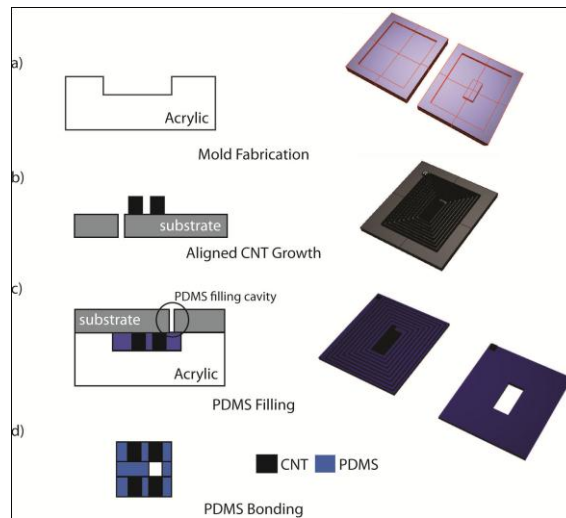 a)
Acrylic
Mold Fabrication
b)
substrate
Aligned CNT Growth
c)
PDMS filling cavity
substrate
Acrylic
PDMS Filling
d)
CNT PDMS
PDMS Bonding